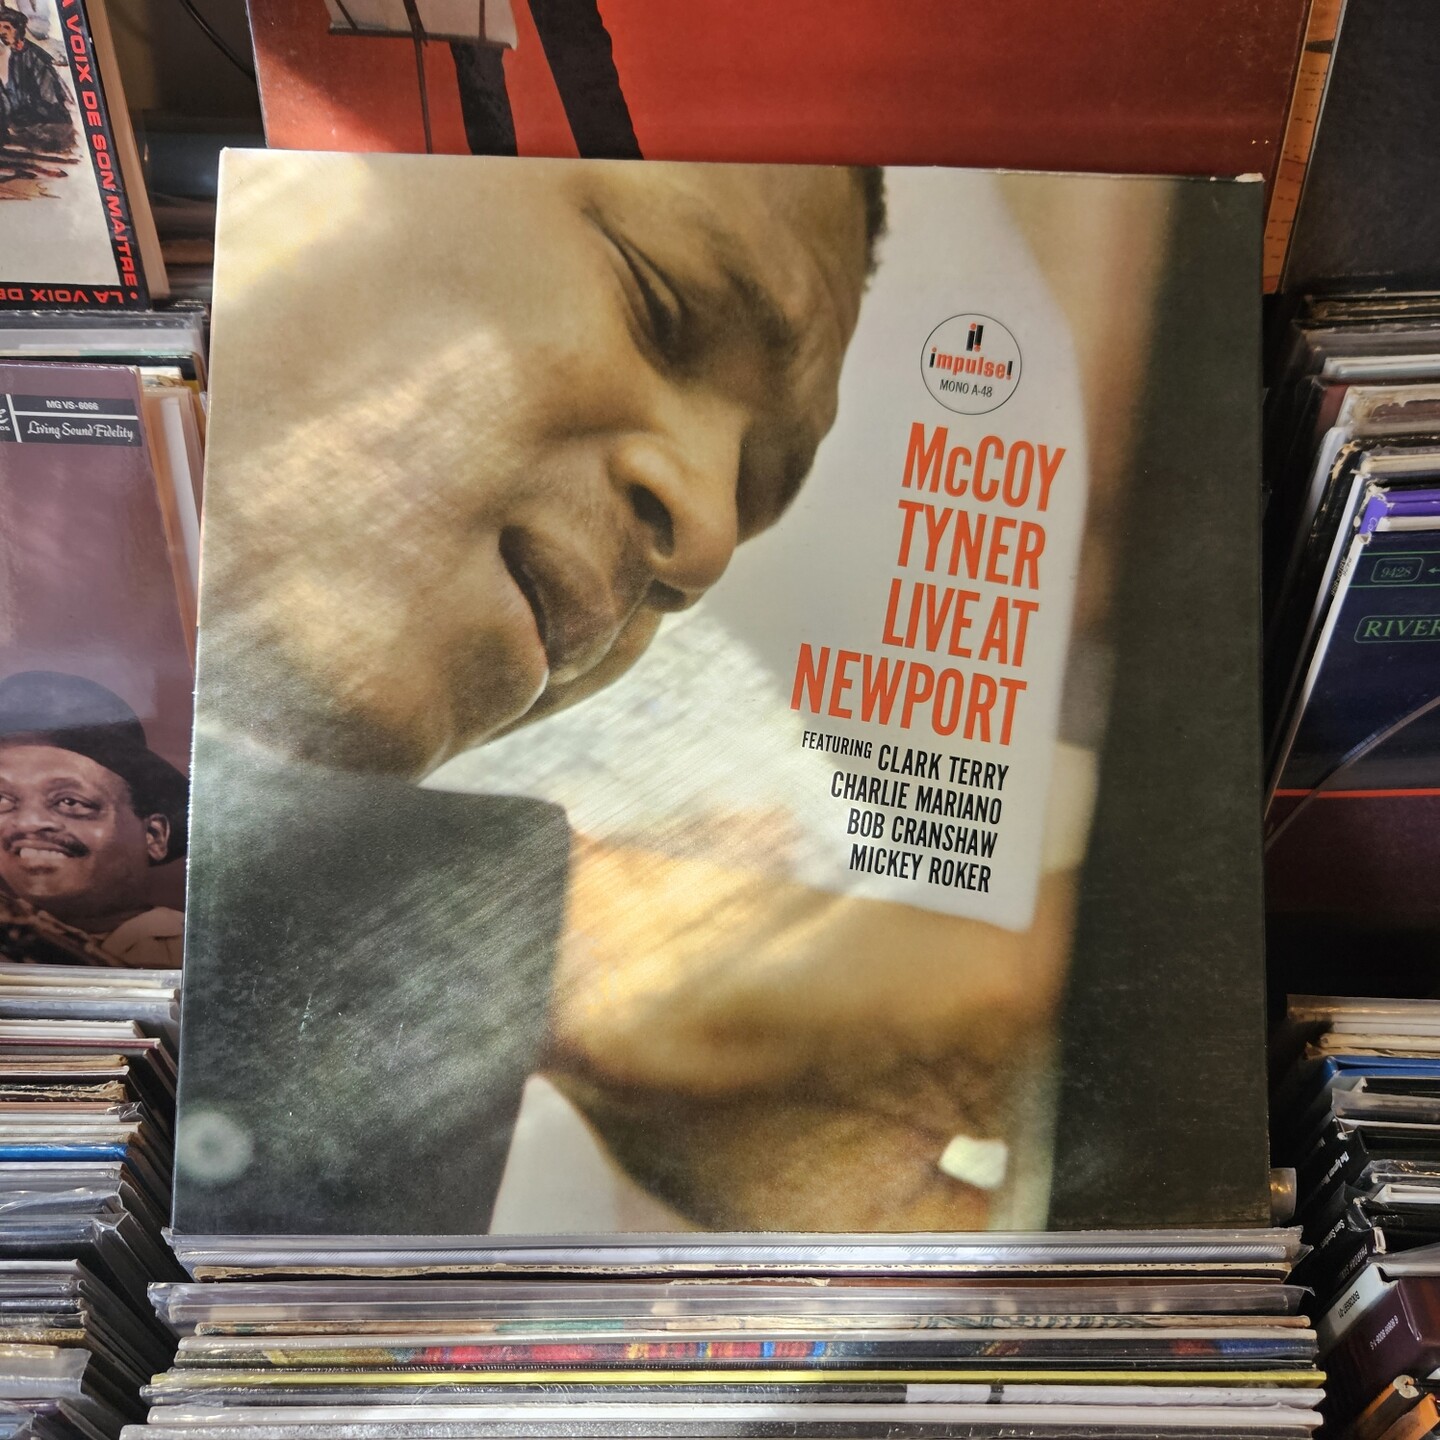 LA VOIX DE SON MAITRE
MG VS-6066
Living Sound Fidelity
impulse!
MONO A-48
McCOY
TYNER
LIVE AT
NEWPORT
FEATURING CLARK TERRY
CHARLIE MARIANO
BOB CRANSHAW
MICKEY ROKER
9428
RIVER